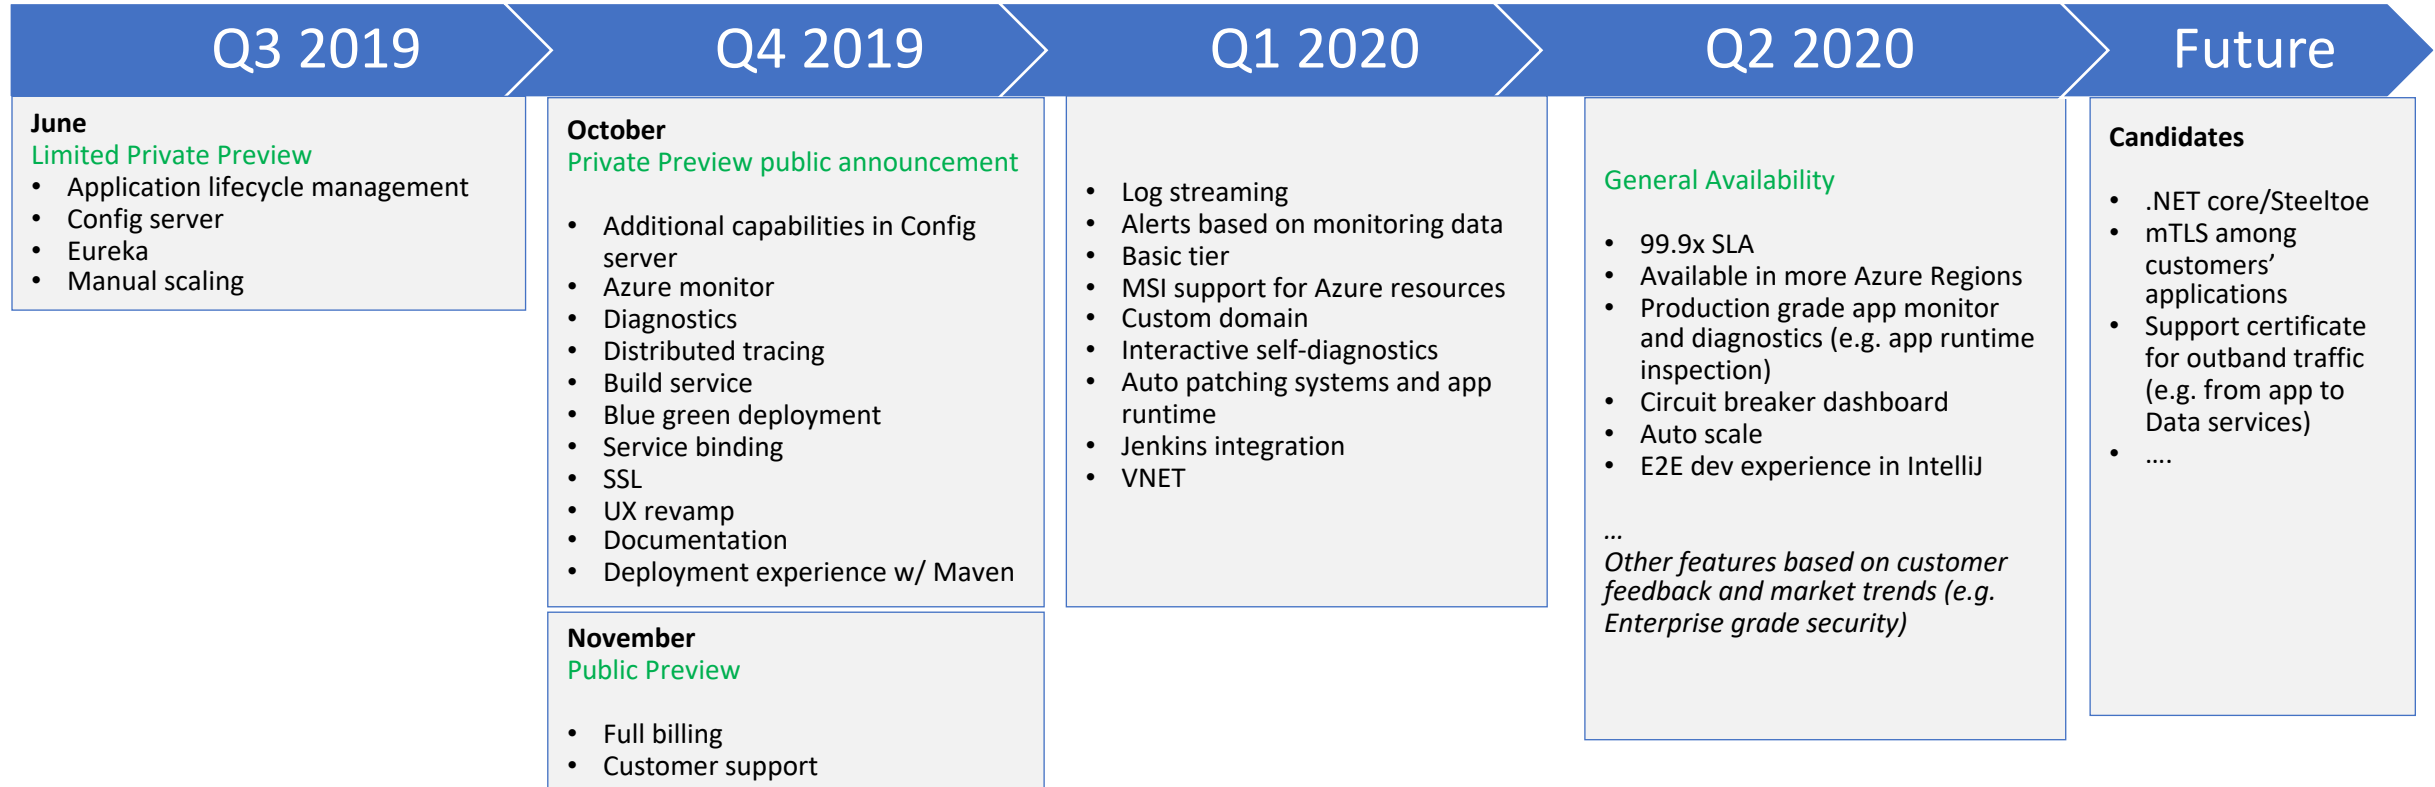 Q3 2019
Q4 2019
Q1 2020
Q2 2020
Future
June
Limited Private Preview
• Application lifecycle management
• Config server
• Eureka
• Manual scaling
October
Private Preview public announcement
• Additional capabilities in Config
server
• Azure monitor
• Diagnostics
• Distributed tracing
• Build service
• Blue green deployment
• Service binding
• SSL
• UX revamp
• Documentation
• Deployment experience w/ Maven
November
Public Preview
• Full billing
• Customer support
• Log streaming
• Alerts based on monitoring data
• Basic tier
• MSI support for Azure resources
• Custom domain
• Interactive self-diagnostics
• Auto patching systems and app
runtime
• Jenkins integration
• VNET
General Availability
• 99.9x SLA
• Available in more Azure Regions
• Production grade app monitor
and diagnostics (e.g. app runtime
inspection)
• Circuit breaker dashboard
• Auto scale
• E2E dev experience in IntelliJ
…
Other features based on customer
feedback and market trends (e.g.
Enterprise grade security)
Candidates
• .NET core/Steeltoe
• mTLS among
customers’
applications
• Support certificate
for outband traffic
(e.g. from app to
Data services)
• ….